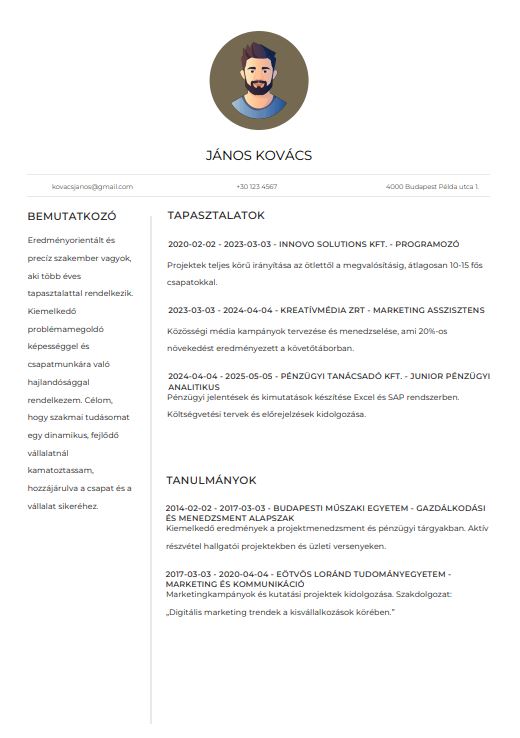 JÁNOS KOVÁCS
kovacsjanos@gmail.com
+30 123 4567
4000 Budapest Példa utca 1.
BEMUTATKOZÓ
Eredményorientált és
precíz szakember vagyok,
aki több éves
tapasztalattal rendelkezik.
Kiemelkedő
problémamegoldó
képességgel és
csapatmunkára való
hajlandósággal
rendelkezem. Célom,
hogy szakmai tudásomat
egy dinamikus, fejlődő
vállalatnál
kamatoztassam,
hozzájárulva a csapat és a
vállalat sikeréhez.
TAPASZTALATOK
2020-02-02 - 2023-03-03 - INNOVO SOLUTIONS KFT. - PROGRAMOZÓ
Projektek teljes körű irányítása az ötlettől a megvalósításig, átlagosan 10-15 fős
csapatokkal.
2023-03-03 - 2024-04-04 - KREATÍVMÉDIA ZRT - MARKETING ASSZISZTENS
Közösségi média kampányok tervezése és menedzselése, ami 20%-os
növekedést eredményezett a követőtáborban.
2024-04-04 - 2025-05-05 - PÉNZÜGYI TANÁCSADÓ KFT. - JUNIOR PÉNZÜGYI
ANALITIKUS
Pénzügyi jelentések és kimutatások készítése Excel és SAP rendszerben.
Költségvetési tervek és előrejelzések kidolgozása.
TANULMÁNYOK
2014-02-02 - 2017-03-03 - BUDAPESTI MŰSZAKI EGYETEM - GAZDÁLKODÁSI
ÉS MENEDZSMENT ALAPSZAK
Kiemelkedő eredmények a projektmenedzsment és pénzügyi tárgyakban. Aktív
részvétel hallgatói projektekben és üzleti versenyeken.
2017-03-03 - 2020-04-04 - EÖTVÖS LORÁND TUDOMÁNYEGYETEM -
MARKETING ÉS KOMMUNIKÁCIÓ
Marketingkampányok és kutatási projektek kidolgozása. Szakdolgozat:
„Digitális marketing trendek a kisvállalkozások körében.”